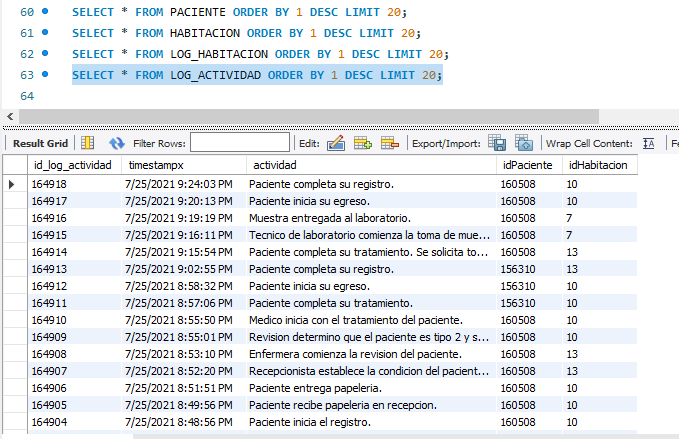 60 SELECT * FROM PACIENTE ORDER BY 1 DESC LIMIT 20;
61 SELECT * FROM HABITACION ORDER BY 1 DESC LIMIT 20;
62 SELECT * FROM LOG_HABITACION ORDER BY 1 DESC LIMIT 20;
63 SELECT * FROM LOG_ACTIVIDAD ORDER BY 1 DESC LIMIT 20;
64
Result Grid Filter Rows: Edit: Export/Import: Wrap Cell Content: Fe
id_log_actividad timestampx actividad idPaciente idHabitacion
164918 7/25/2021 9:24:03 PM Paciente completa su registro. 160508 10
164917 7/25/2021 9:20:13 PM Paciente inicia su egreso. 160508 10
164916 7/25/2021 9:19:19 PM Muestra entregada al laboratorio. 160508 7
164915 7/25/2021 9:16:11 PM Tecnico de laboratorio comienza la toma de mue... 160508 7
164914 7/25/2021 9:15:54 PM Paciente completa su tratamiento. Se solicita to... 160508 13
164913 7/25/2021 9:02:55 PM Paciente completa su registro. 156310 13
164912 7/25/2021 8:58:32 PM Paciente inicia su egreso. 156310 10
164911 7/25/2021 8:57:06 PM Paciente completa su tratamiento. 156310 10
164910 7/25/2021 8:55:50 PM Medico inicia con el tratamiento del paciente. 160508 10
164909 7/25/2021 8:55:01 PM Revision determino que el paciente es tipo 2 y s... 160508 10
164908 7/25/2021 8:53:10 PM Enfermera comienza la revision del paciente. 160508 13
164907 7/25/2021 8:52:20 PM Recepcionista establece la condicion del pacient... 160508 13
164906 7/25/2021 8:51:51 PM Paciente entrega papeleria. 160508 10
164905 7/25/2021 8:49:56 PM Paciente recibe papeleria en recepcion. 160508 10
164904 7/25/2021 8:48:56 PM Paciente inicia el registro. 160508 10